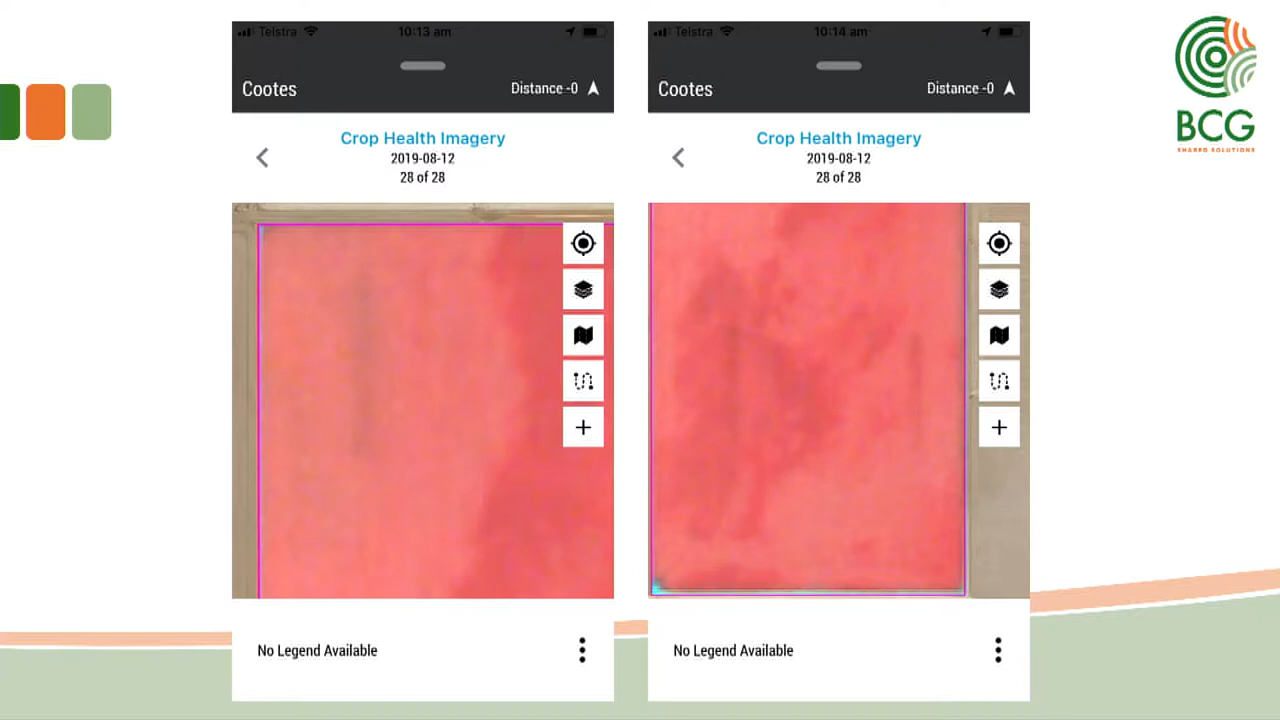 Telstra 10:13 am
Cootes Distance -0
Crop Health Imagery
2019-08-12
28 of 28
No Legend Available
Telstra 10:14 am
Cootes Distance -0
Crop Health Imagery
2019-08-12
28 of 28
No Legend Available
BCG
SHARED SOLUTIONS